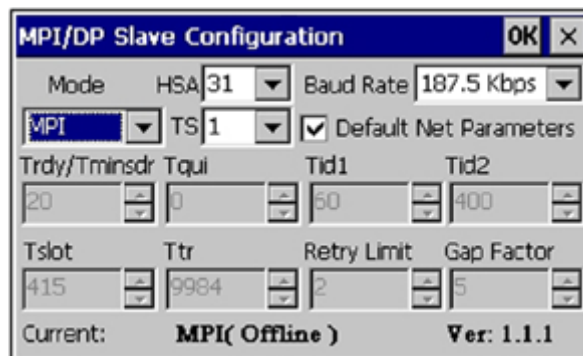 MPI/DP Slave Configuration OK ×
Mode HSA 31 Baud Rate 187.5 Kbps
MPI TS 1 Default Net Parameters
Trdy/Tminsdr Tqui Tid1 Tid2
20 0 60 400
Tslot Ttr Retry Limit Gap Factor
415 9984 2 5
Current: MPI( Offline ) Ver: 1.1.1